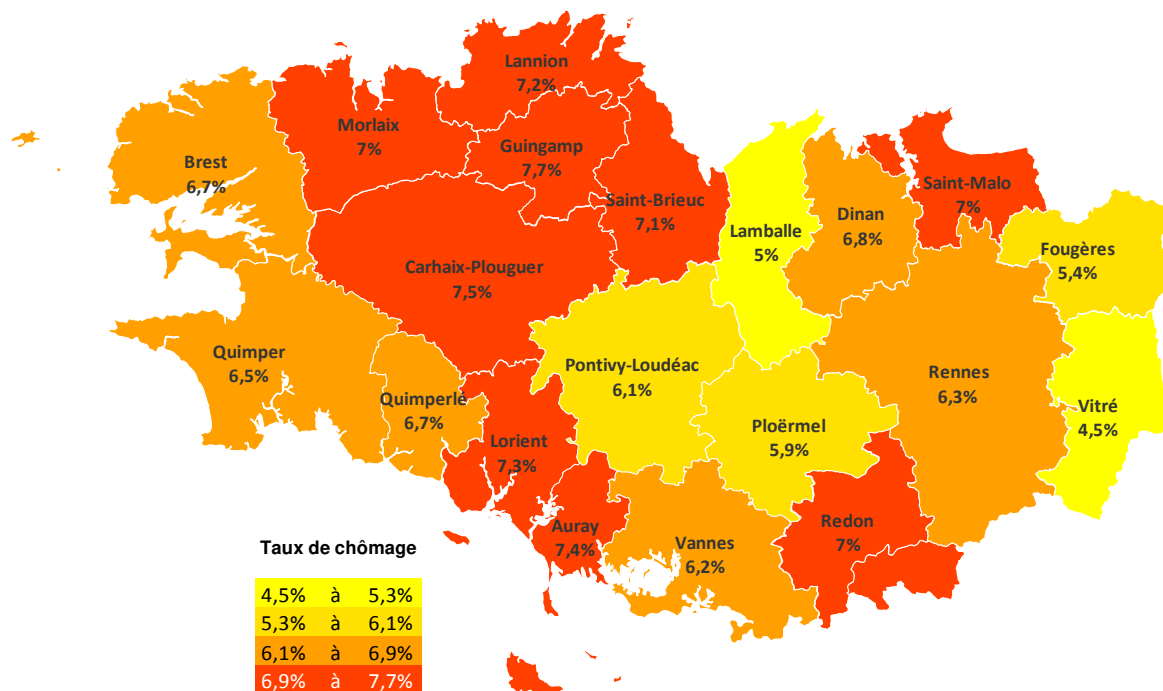 Lannion
7,2%
Morlaix
7%
Guingamp
7,7%
Brest
6,7%
Saint-Brieuc
7,1%
Saint-Malo
7%
Dinan
6,8%
Lamballe
5%
Fougères
5,4%
Carhaix-Plouguer
7,5%
Quimper
6,5%
Pontivy-Loudéac
6,1%
Rennes
6,3%
Quimperlé
6,7%
Vitré
4,5%
Ploërmel
5,9%
Lorient
7,3%
Auray
7,4%
Vannes
6,2%
Redon
7%
Taux de chômage
4,5% à 5,3%
5,3% à 6,1%
6,1% à 6,9%
6,9% à 7,7%